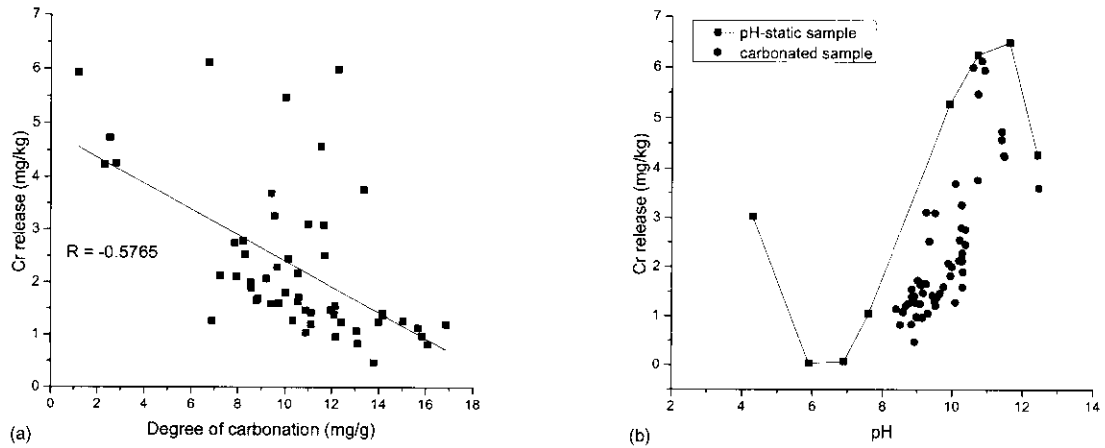 7
6
5
4
3
2
1
0
Cr release (mg/kg)
R = -0.5765
0 2 4 6 8 10 12 14 16 18
Degree of carbonation (mg/g)
(a)
7
6
5
4
3
2
1
0
Cr release (mg/kg)
pH-static sample
carbonated sample
2 4 6 8 10 12 14
pH
(b)